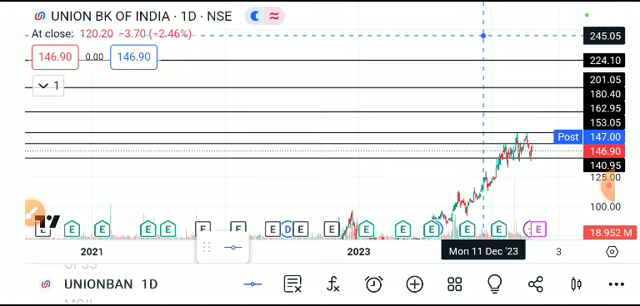 UNION BK OF INDIA · 1D · NSE
At close: 120.20 −3.70 (−2.46%)
146.90 0.00 146.90
1
245.05
224.10
201.05
180.40
162.95
153.05
Post 147.00
146.90
140.95
125.00
100.00
18.952 M
E E E E E E E E E D E E E E E E E
2021 2023 Mon 11 Dec '23 3
UNIONBAN 1D